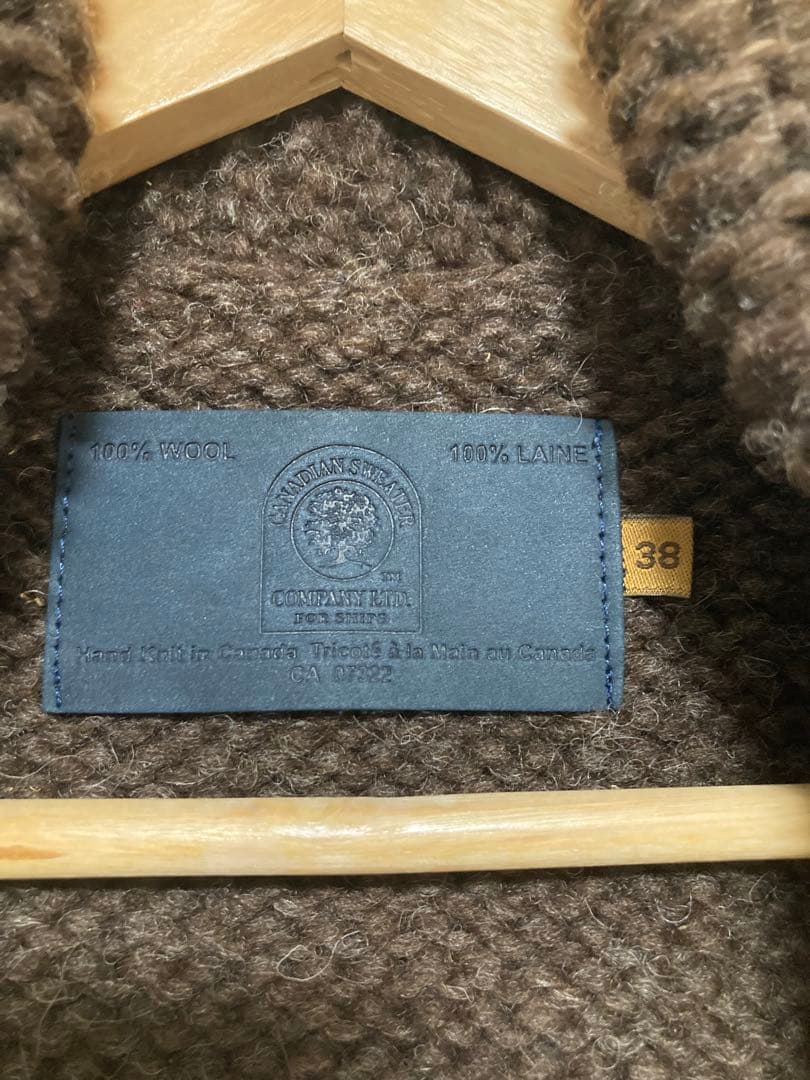 100% WOOL 100% LAINE
CANADIAN SWEATER
TM
COMPANY LTD.
FOR SHIPS
38
Hand Knit in Canada Tricoté à la Main au Canada
CA 07322